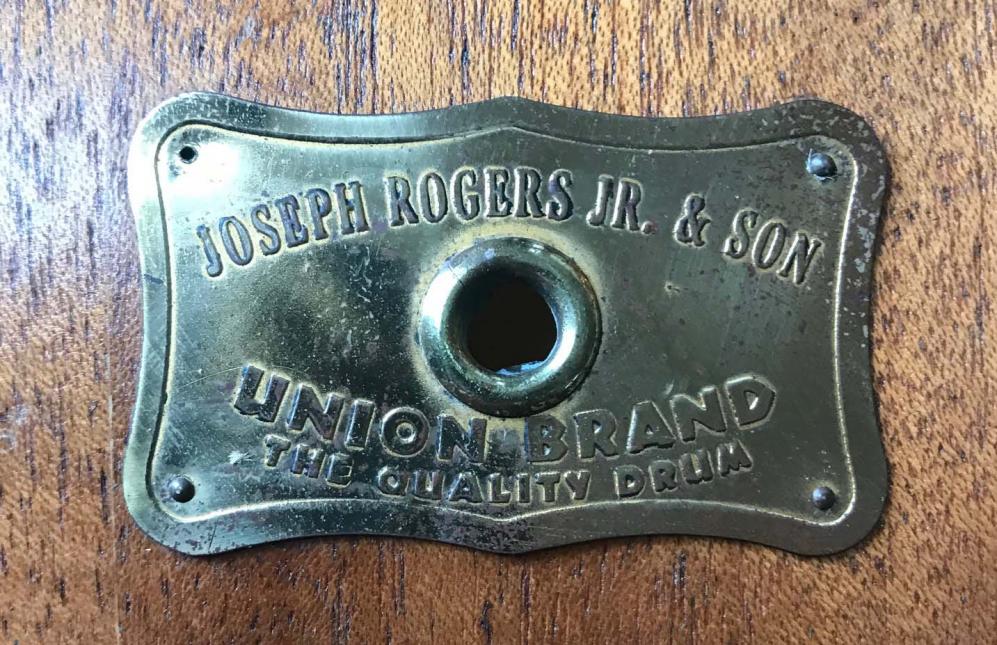 JOSEPH ROGERS JR. & SON
UNION BRAND
THE QUALITY DRUM